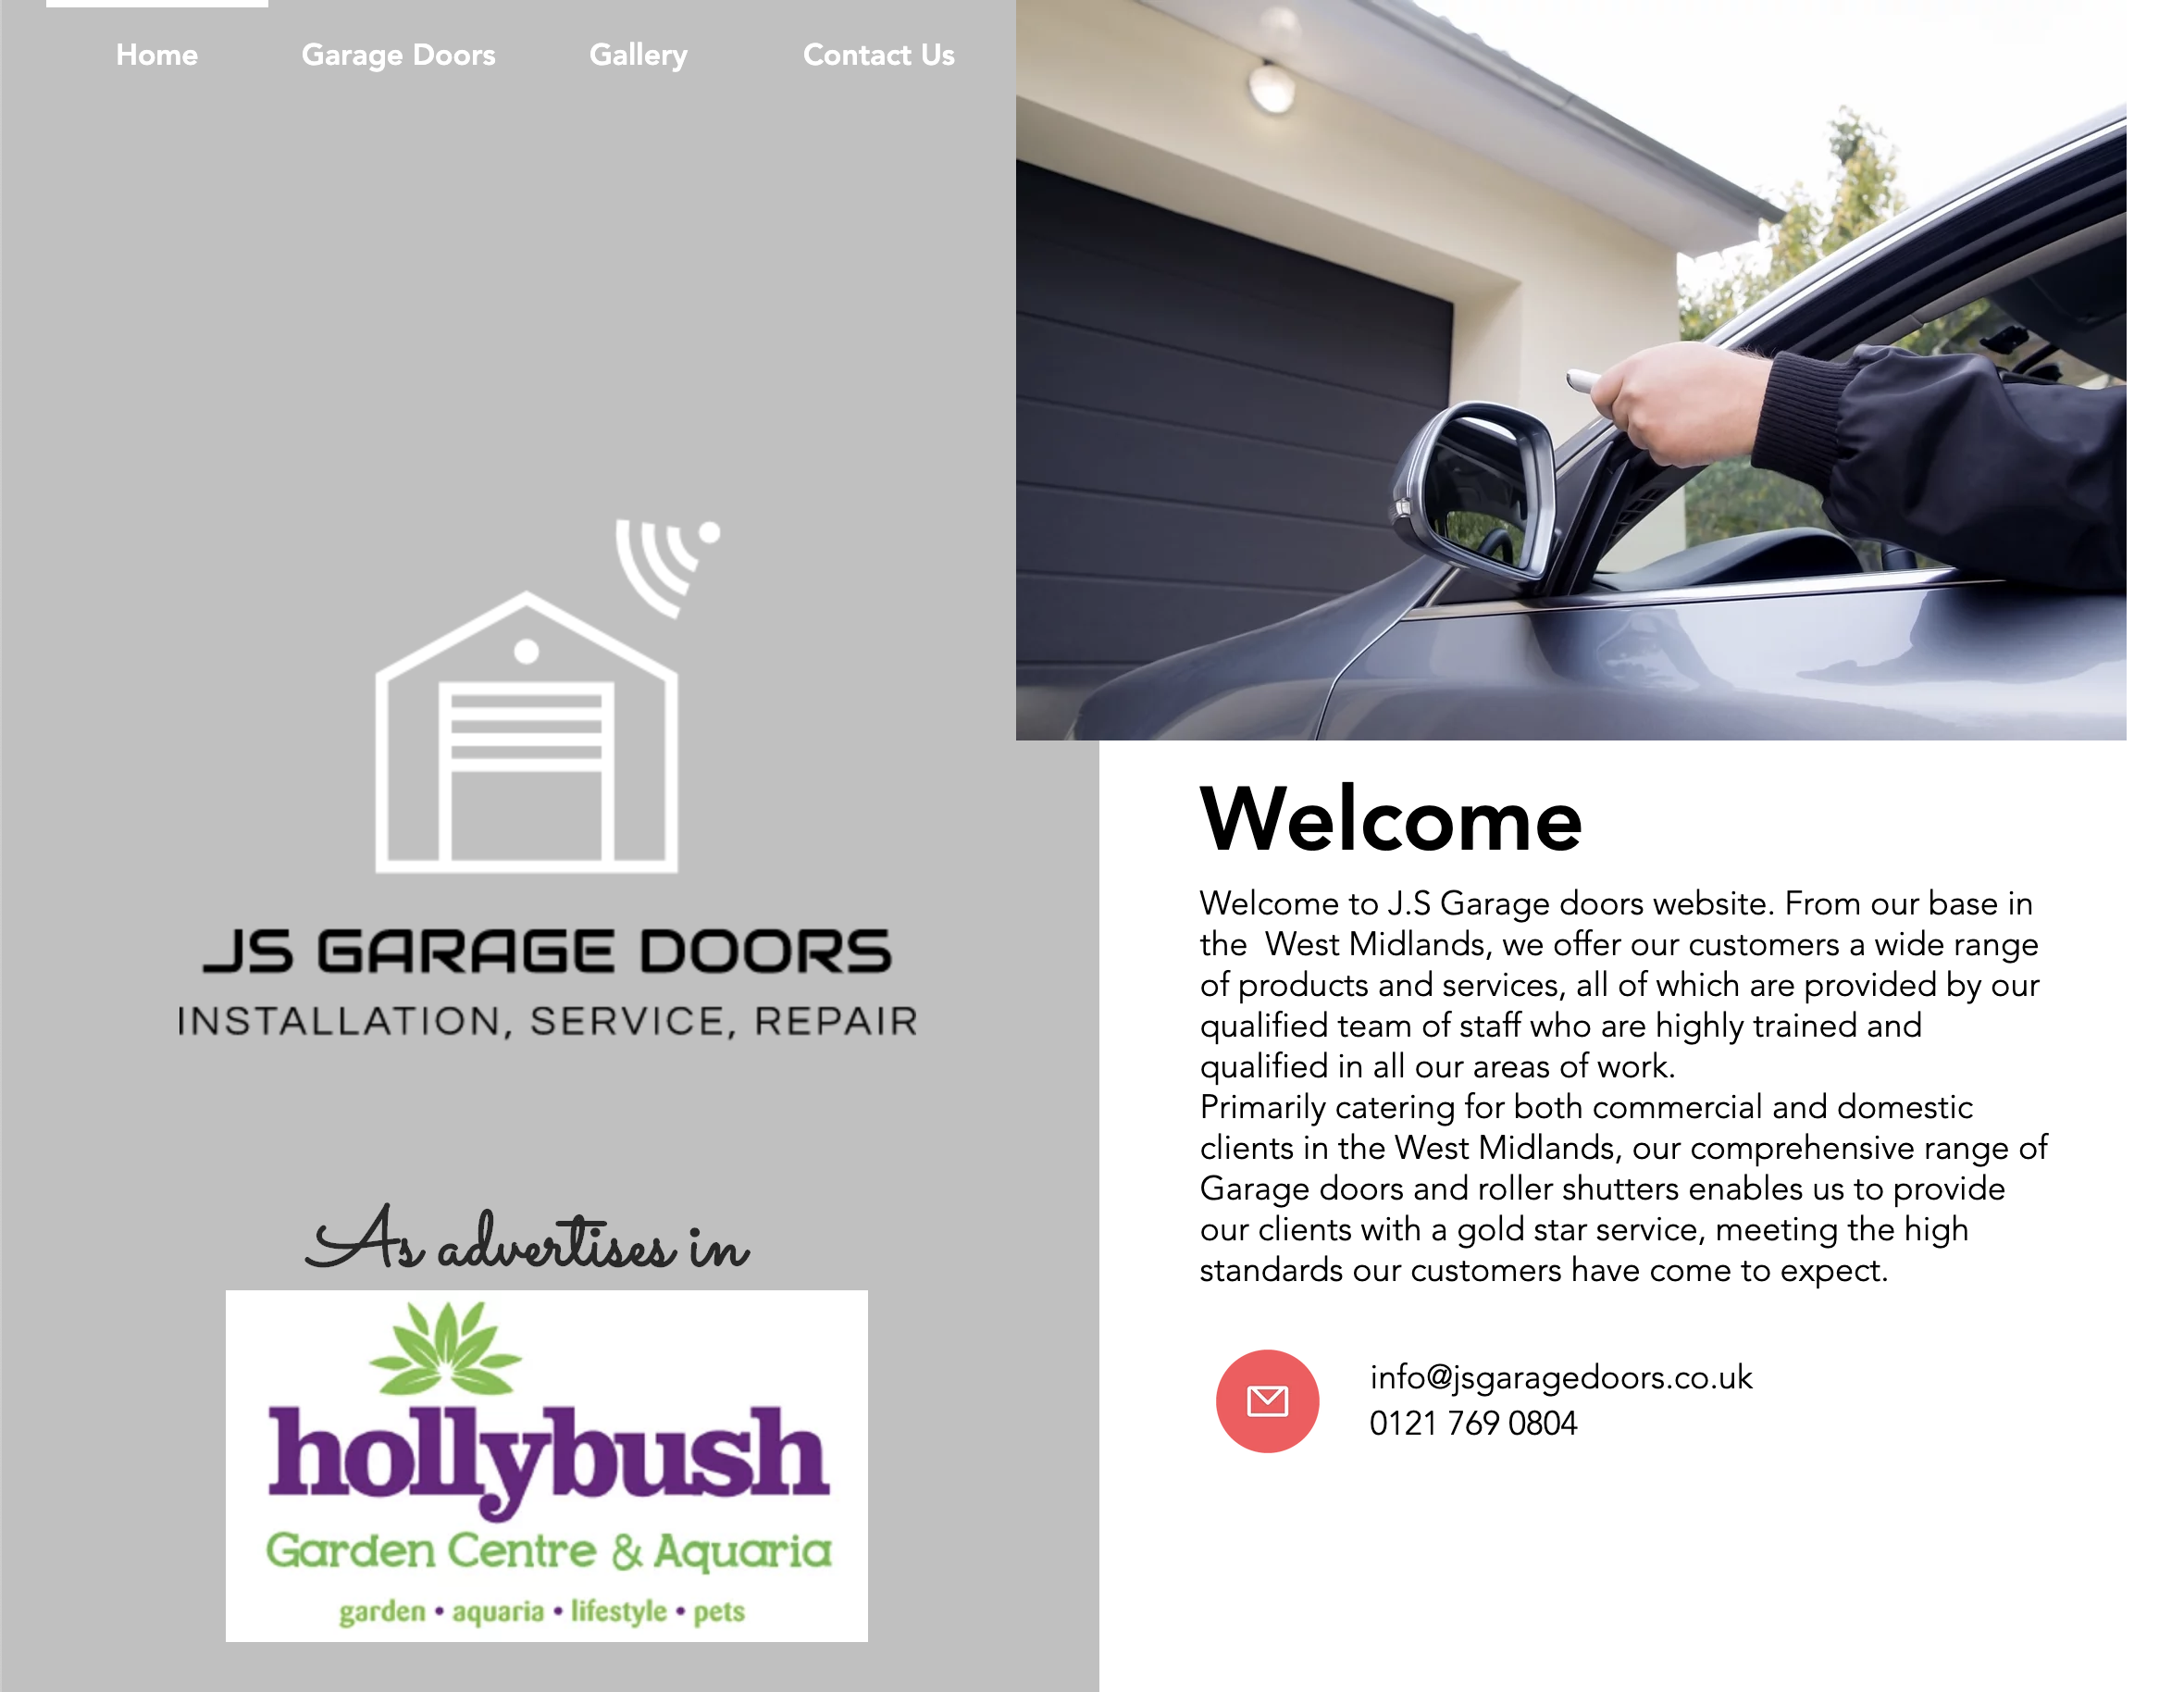 Home
Garage Doors
Gallery
Contact Us
JS GARAGE DOORS
INSTALLATION, SERVICE, REPAIR
As advertises in
hollybush
Garden Centre & Aquaria
garden • aquaria • lifestyle • pets
Welcome
Welcome to J.S Garage doors website. From our base in
the  West Midlands, we offer our customers a wide range
of products and services, all of which are provided by our
qualified team of staff who are highly trained and
qualified in all our areas of work.
Primarily catering for both commercial and domestic
clients in the West Midlands, our comprehensive range of
Garage doors and roller shutters enables us to provide
our clients with a gold star service, meeting the high
standards our customers have come to expect.
info@jsgaragedoors.co.uk
0121 769 0804